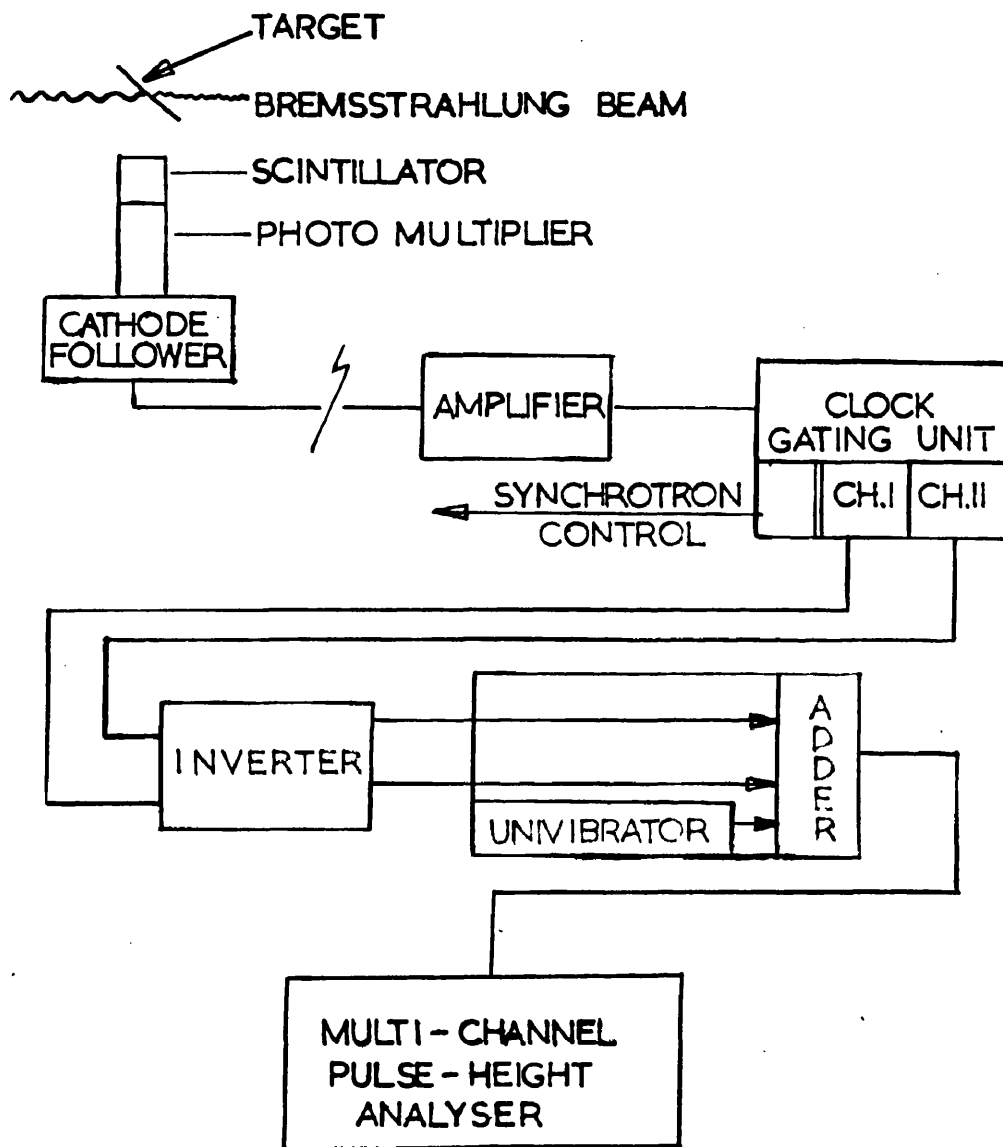 TARGET
BREMSSTRAHLUNG BEAM
SCINTILLATOR
PHOTO MULTIPLIER
CATHODE
FOLLOWER
AMPLIFIER
CLOCK
GATING UNIT
SYNCHROTRON
CONTROL
CH.I
CH.II
INVERTER
ADDER
UNIVIBRATOR
MULTI-CHANNEL
PULSE-HEIGHT
ANALYSER